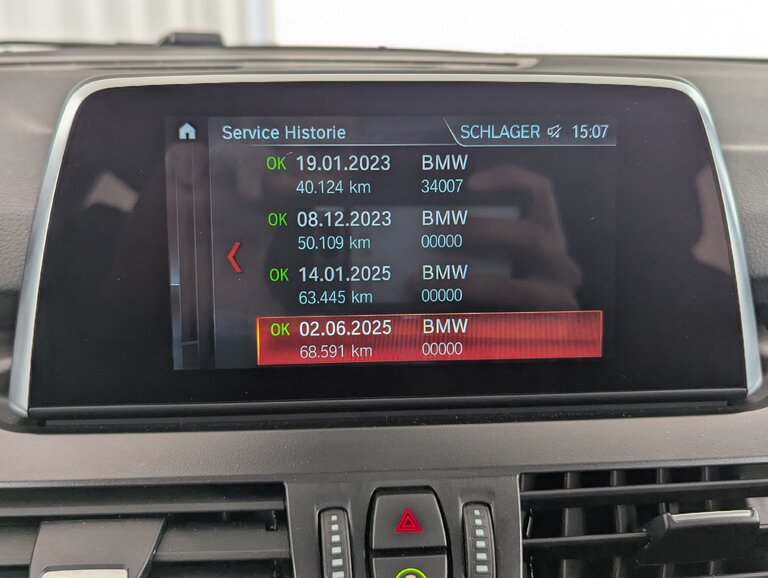 Service Historie SCHLAGER 15:07
OK 19.01.2023 BMW
40.124 km 34007
OK 08.12.2023 BMW
50.109 km 00000
OK 14.01.2025 BMW
63.445 km 00000
OK 02.06.2025 BMW
68.591 km 00000